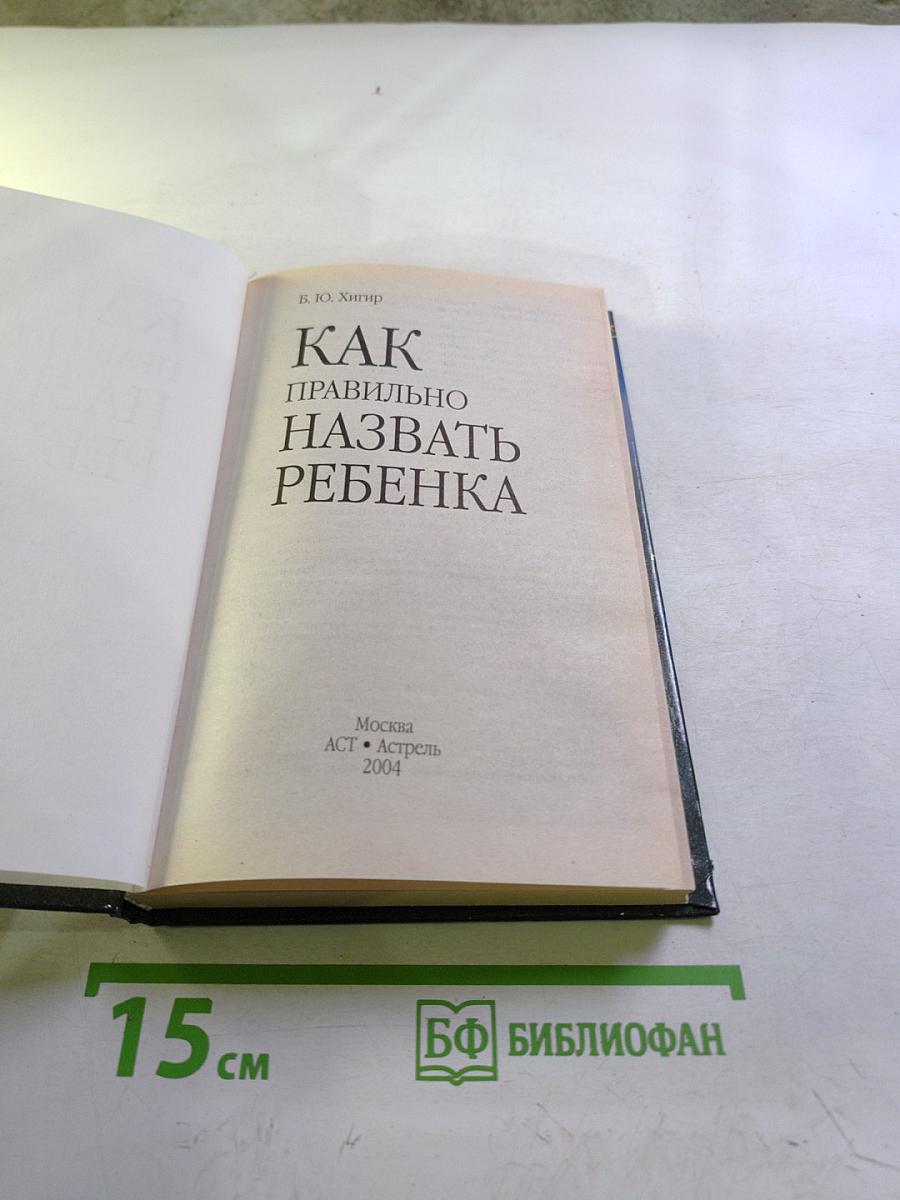 Б. Ю. Хигир
КАК
ПРАВИЛЬНО
НАЗВАТЬ
РЕБЕНКА
Москва
АСТ • Астрель
2004
15 см
БФ БИБЛИОФАН